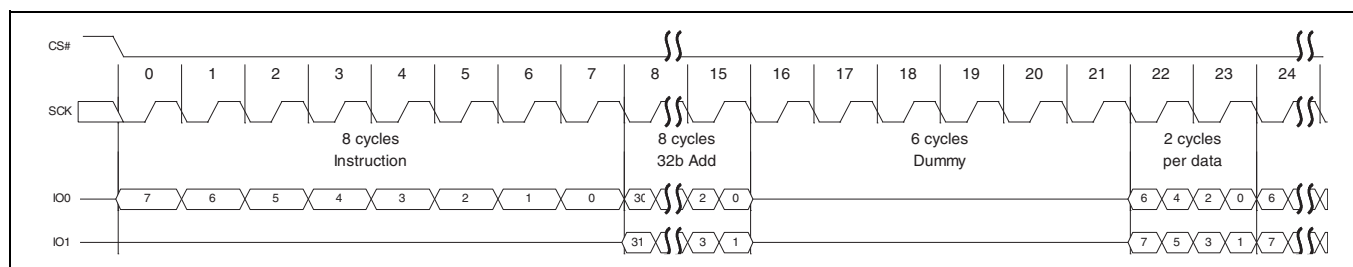 CS#
0 1 2 3 4 5 6 7 8 15 16 17 18 19 20 21 22 23 24
SCK
8 cycles 8 cycles 6 cycles 2 cycles
Instruction 32b Add Dummy per data
IO0 7 6 5 4 3 2 1 0 30 2 0 6 4 2 0 6
IO1 31 3 1 7 5 3 1 7